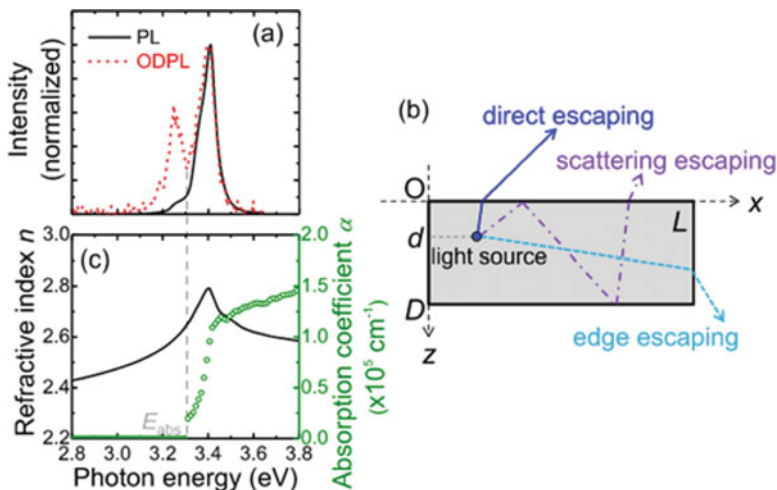 (a)
PL
ODPL
Intensity
(normalized)
(b)
direct escaping
scattering escaping
O
x
d
L
light source
D
z
edge escaping
(c)
3.0
2.8
2.6
2.4
2.2
Refractive index n
2.0
1.5
1.0
0.5
0.0
Absorption coefficient α
(x10⁵ cm⁻¹)
E_abs
2.8 3.0 3.2 3.4 3.6 3.8
Photon energy (eV)